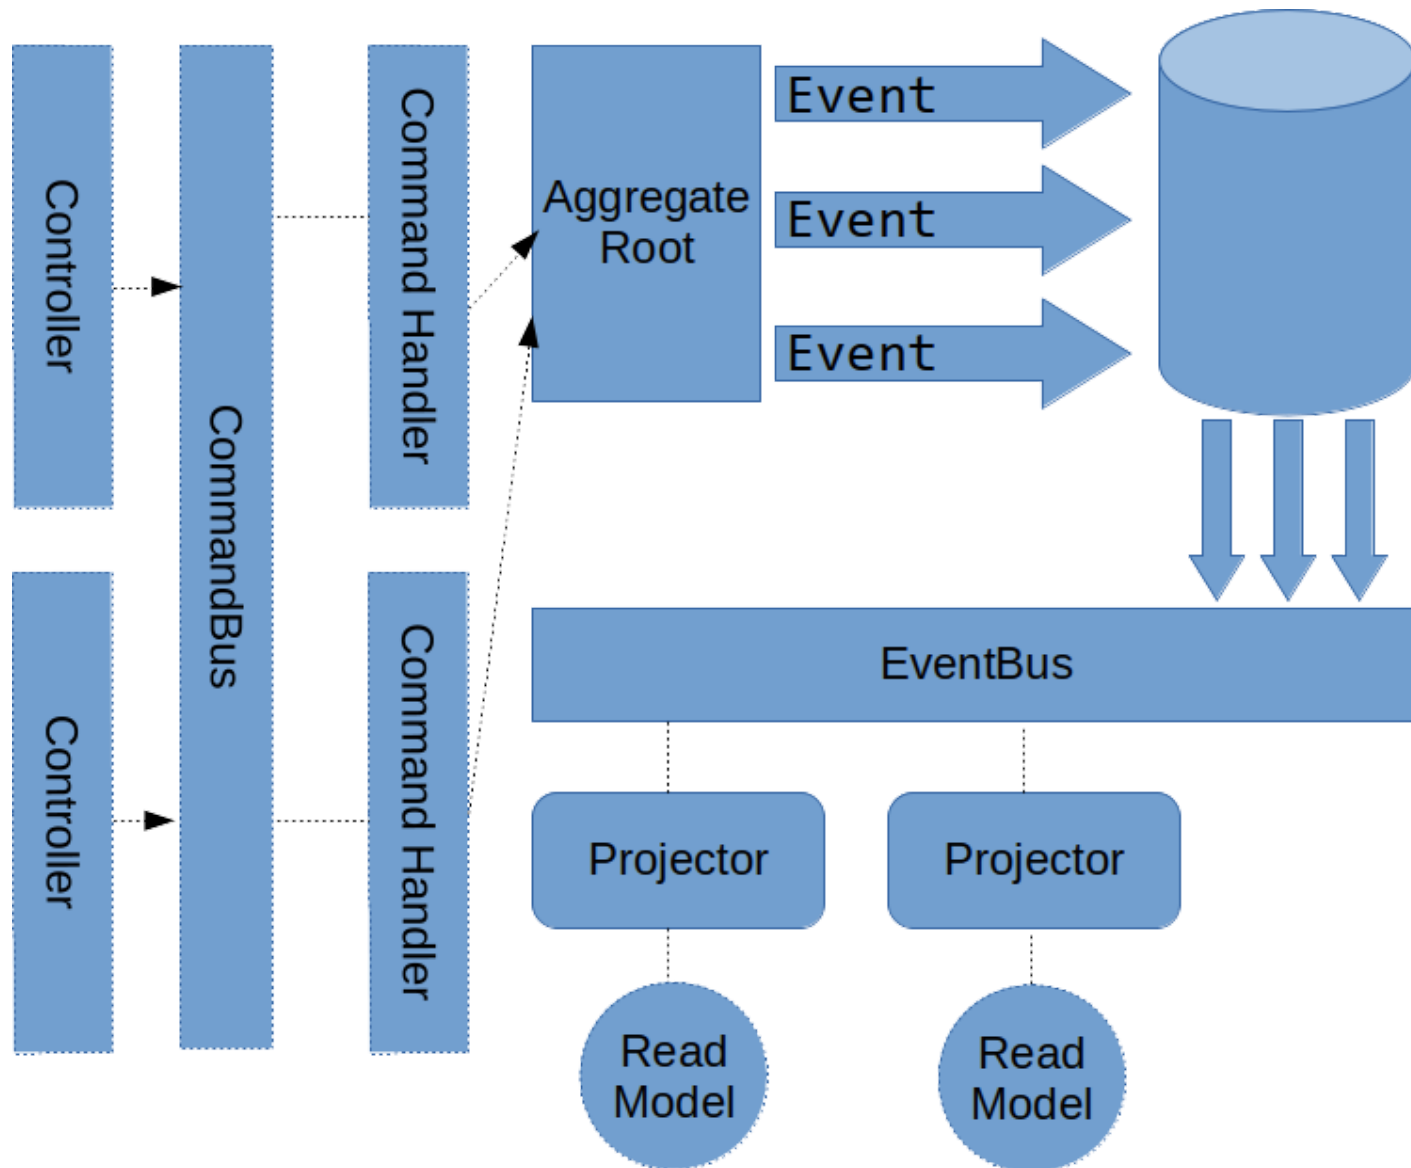 Controller
CommandBus
Command Handler
Aggregate
Root
Event
Event
Event
Controller
Command Handler
EventBus
Projector
Projector
Read
Model
Read
Model